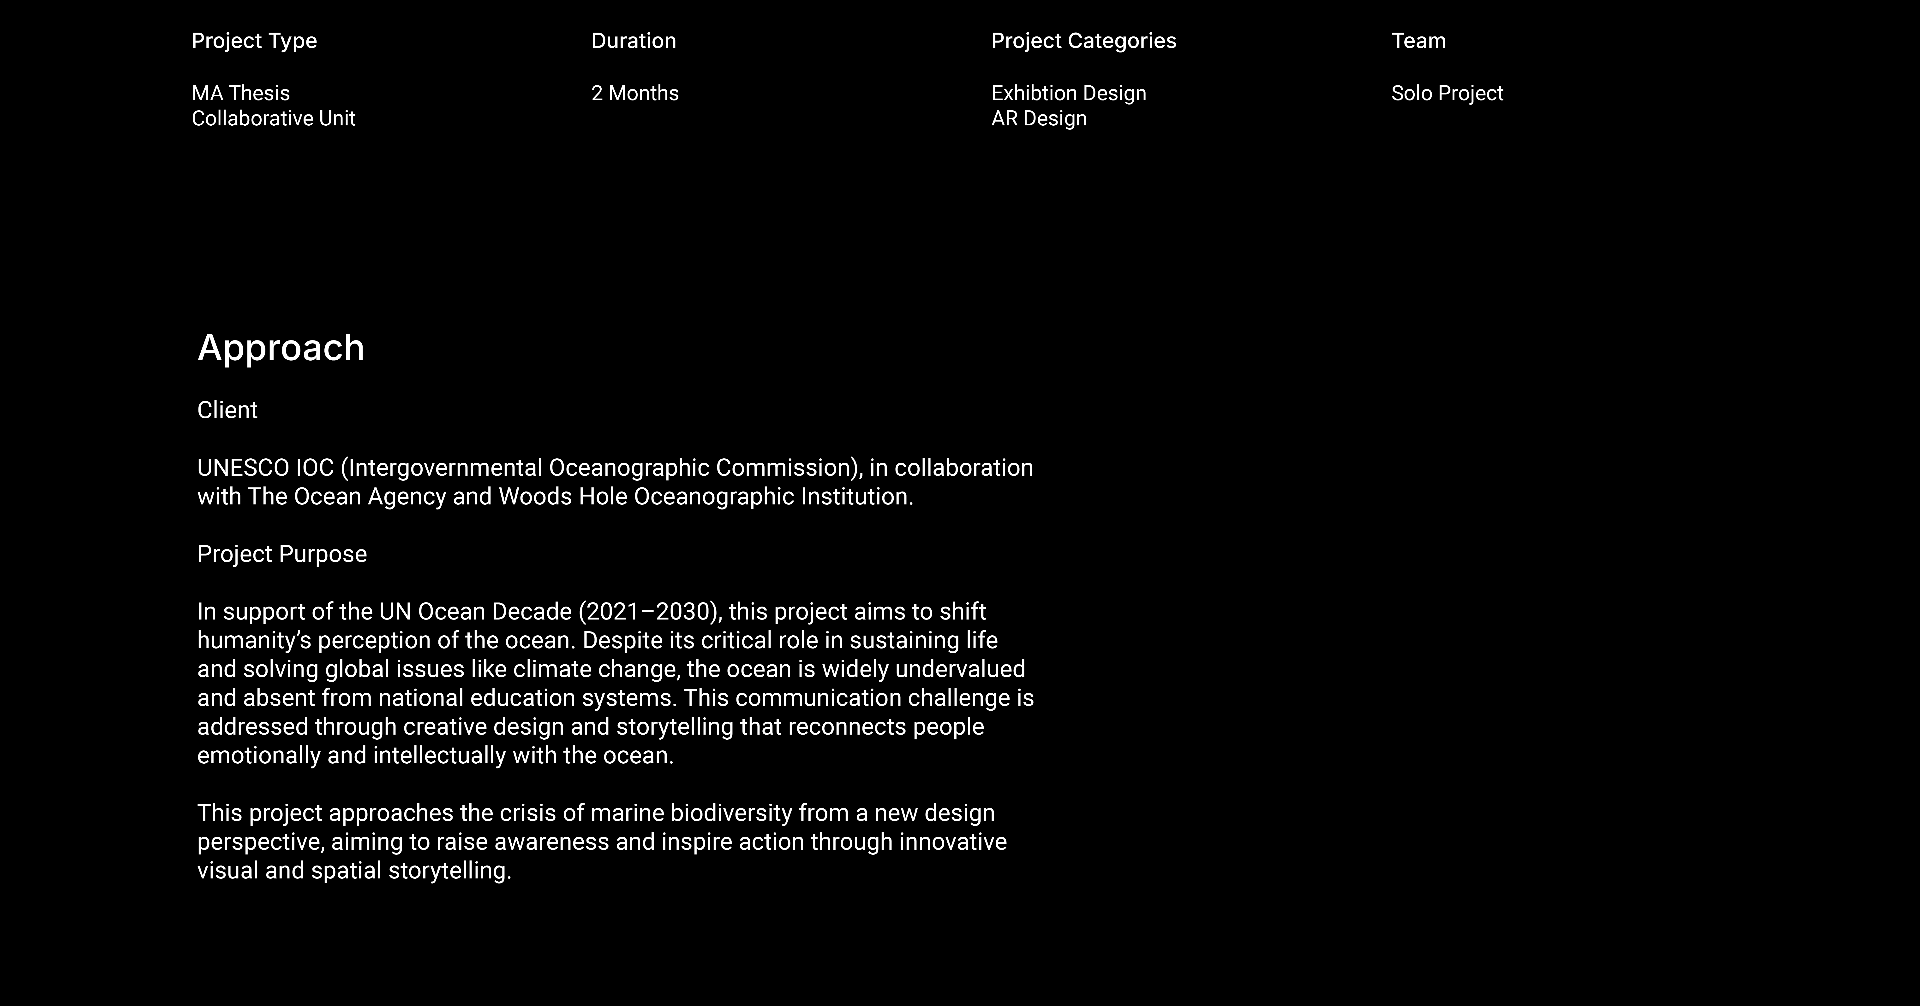 Project Type
Duration
Project Categories
Team
MA Thesis
Collaborative Unit
2 Months
Exhibtion Design
AR Design
Solo Project
Approach
Client
UNESCO IOC (Intergovernmental Oceanographic Commission), in collaboration
with The Ocean Agency and Woods Hole Oceanographic Institution.
Project Purpose
In support of the UN Ocean Decade (2021–2030), this project aims to shift
humanity’s perception of the ocean. Despite its critical role in sustaining life
and solving global issues like climate change, the ocean is widely undervalued
and absent from national education systems. This communication challenge is
addressed through creative design and storytelling that reconnects people
emotionally and intellectually with the ocean.
This project approaches the crisis of marine biodiversity from a new design
perspective, aiming to raise awareness and inspire action through innovative
visual and spatial storytelling.